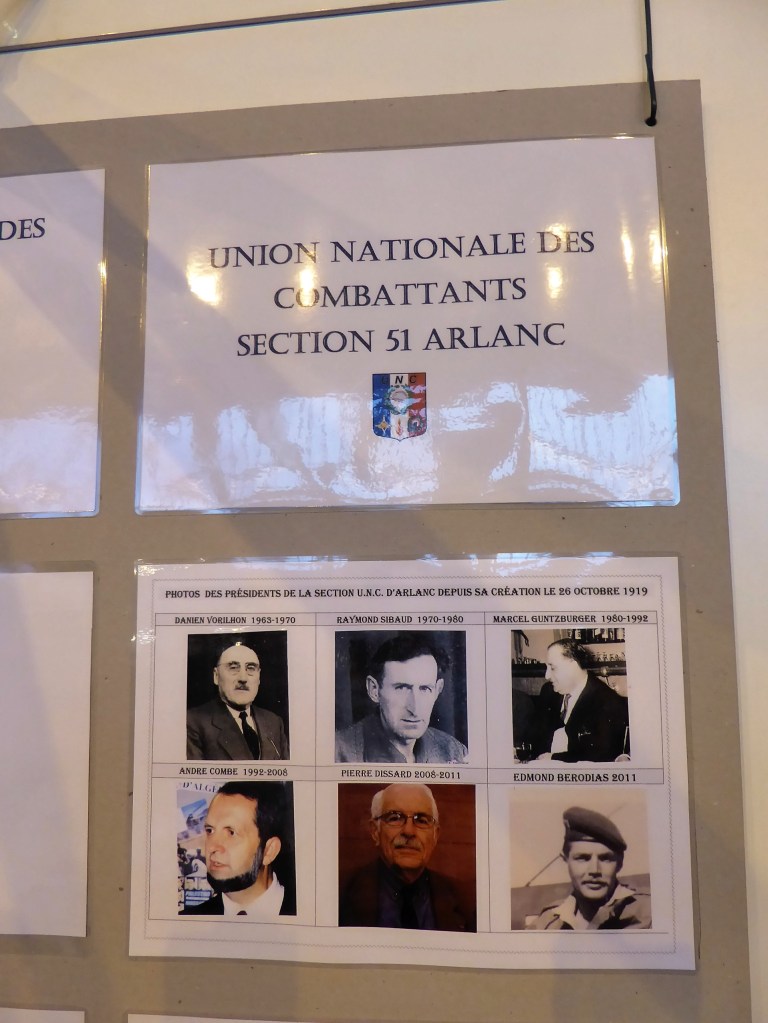 DES
UNION NATIONALE DES
COMBATTANTS
SECTION 51 ARLANC
UNC
PHOTOS DES PRÉSIDENTS DE LA SECTION U.N.C. D'ARLANC DEPUIS SA CRÉATION LE 26 OCTOBRE 1919
DANIEN VORILHON 1963-1970
RAYMOND SIBAUD 1970-1980
MARCEL GUNTZBURGER 1980-1992
ANDRE COMBE 1992-2008
PIERRE DISSARD 2008-2011
EDMOND BERODIAS 2011
D'ALGE